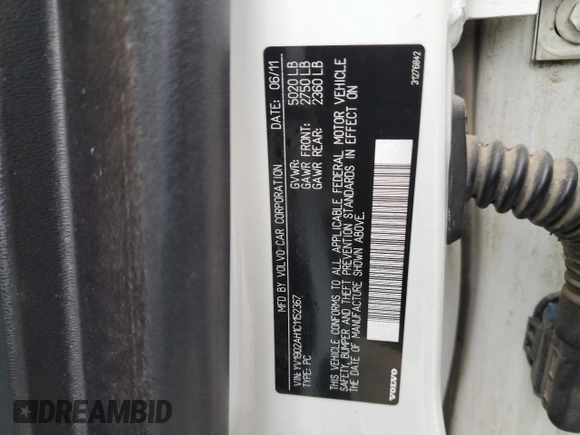 MFD BY VOLVO CAR CORPORATION DATE: 06/11
VIN: YV1902AH1C1152367 GVWR: 5020 LB
TYPE: PC GAWR FRONT: 2750 LB
GAWR REAR: 2360 LB
THIS VEHICLE CONFORMS TO ALL APPLICABLE FEDERAL MOTOR VEHICLE
SAFETY, BUMPER AND THEFT PREVENTION STANDARDS IN EFFECT ON
THE DATE OF MANUFACTURE SHOWN ABOVE.
VOLVO 31276842
DREAMBID